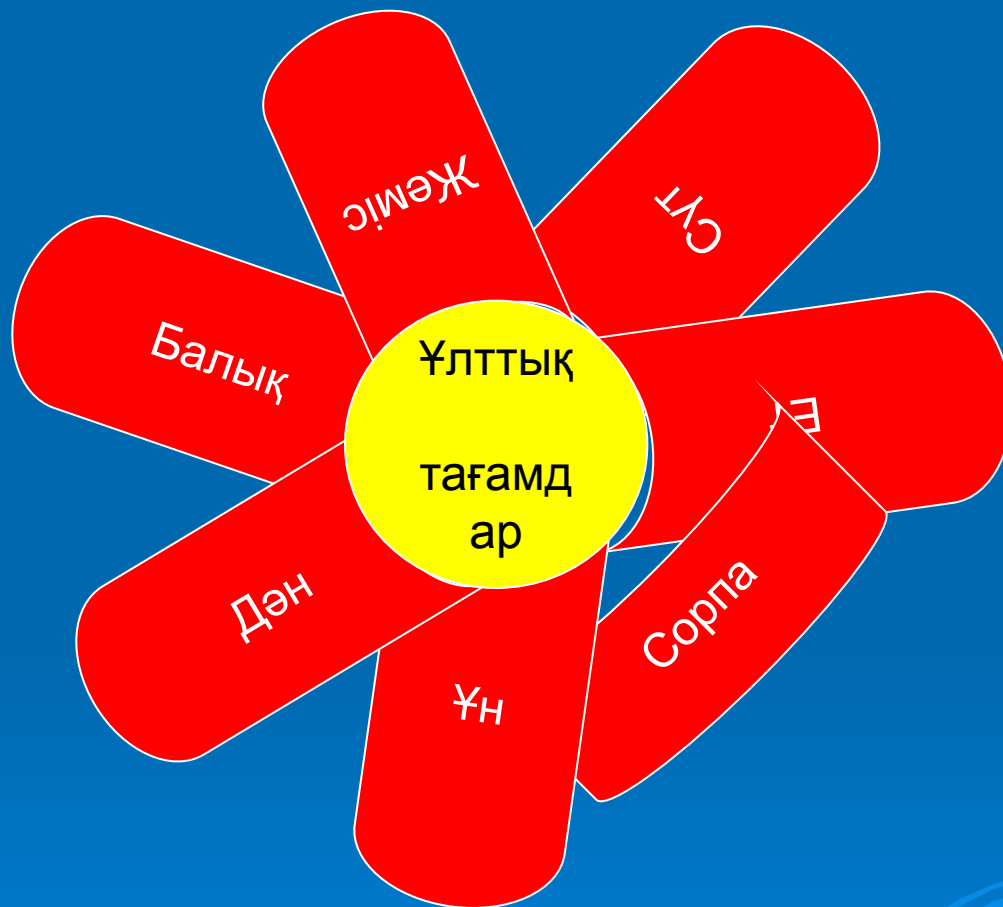 Жеміс
Сүт
Балық
Ұлттық
тағамд
ар
Дән
Сорпа
Ұн